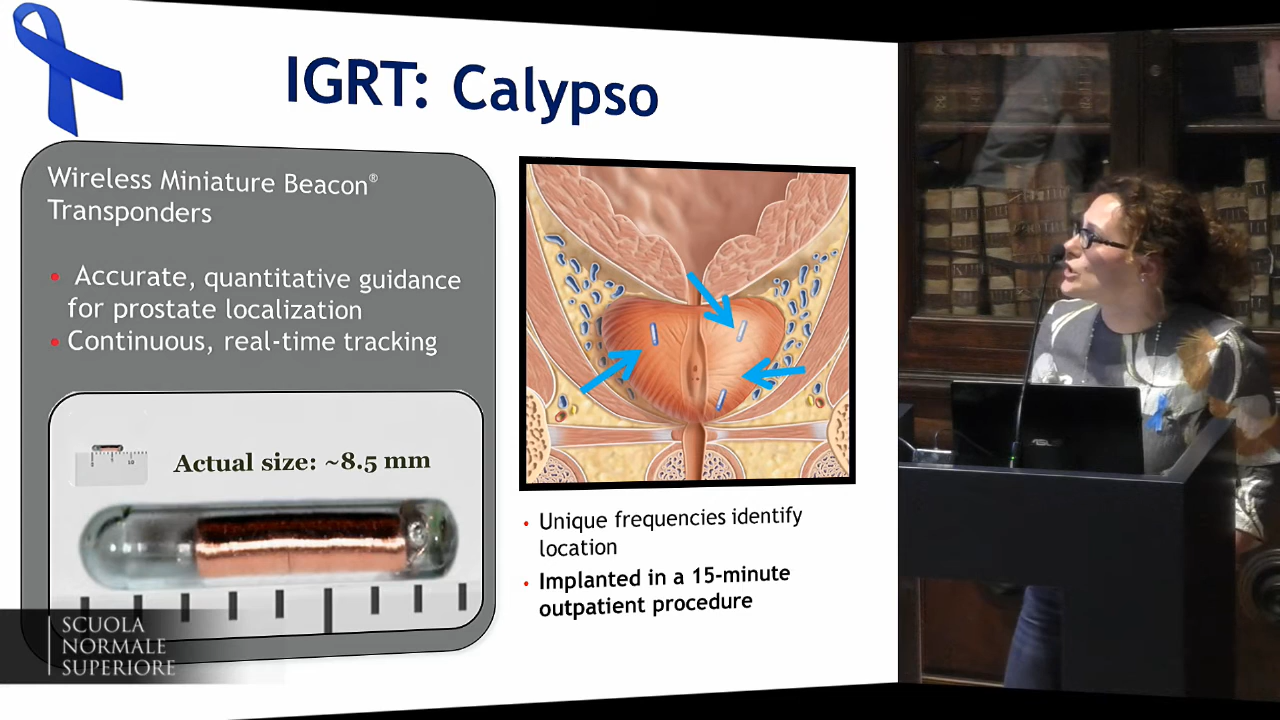 IGRT: Calypso
Wireless Miniature Beacon®
Transponders
• Accurate, quantitative guidance
for prostate localization
• Continuous, real-time tracking
Actual size: ~8.5 mm
• Unique frequencies identify
location
• Implanted in a 15-minute
outpatient procedure
SCUOLA
NORMALE
SUPERIORE
ASUS